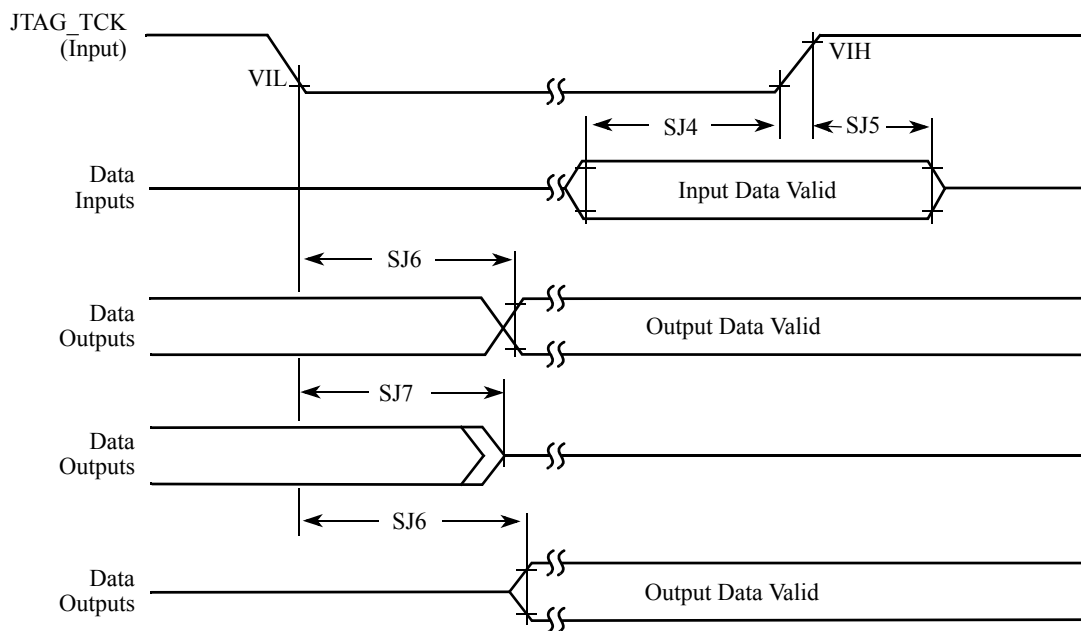 JTAG_TCK
(Input)
VIL
VIH
SJ4
SJ5
Data
Inputs
Input Data Valid
SJ6
Data
Outputs
Output Data Valid
SJ7
Data
Outputs
SJ6
Data
Outputs
Output Data Valid